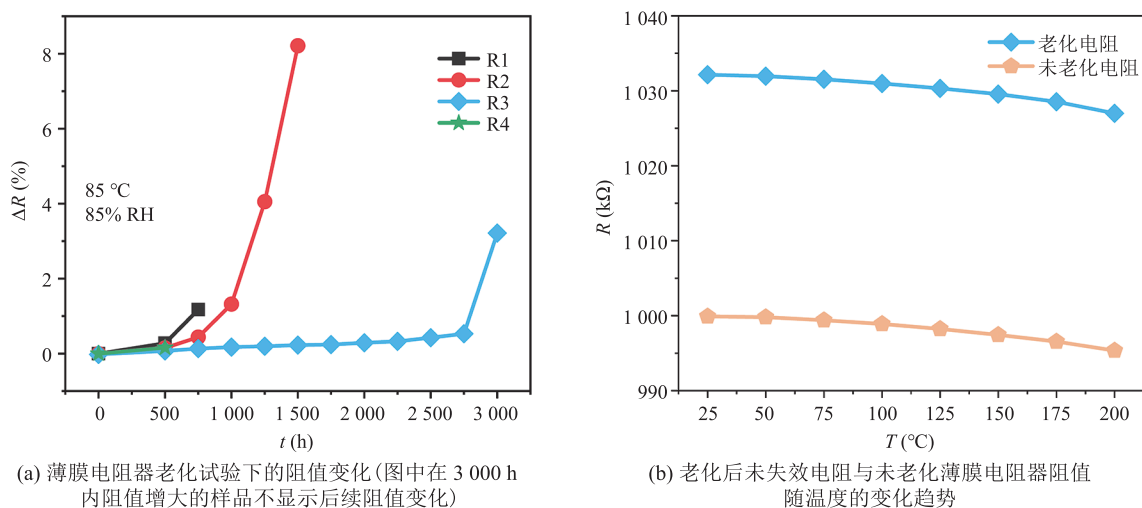 8
6
4
2
0
ΔR (%)
85 ℃
85% RH
R1
R2
R3
R4
0
500
1 000
1 500
2 000
2 500
3 000
t (h)
(a) 薄膜电阻器老化试验下的阻值变化(图中在 3 000 h
内阻值增大的样品不显示后续阻值变化)
1 040
1 030
1 020
1 010
1 000
990
R (kΩ)
老化电阻
未老化电阻
25
50
75
100
125
150
175
200
T (℃)
(b) 老化后未失效电阻与未老化薄膜电阻器阻值
随温度的变化趋势